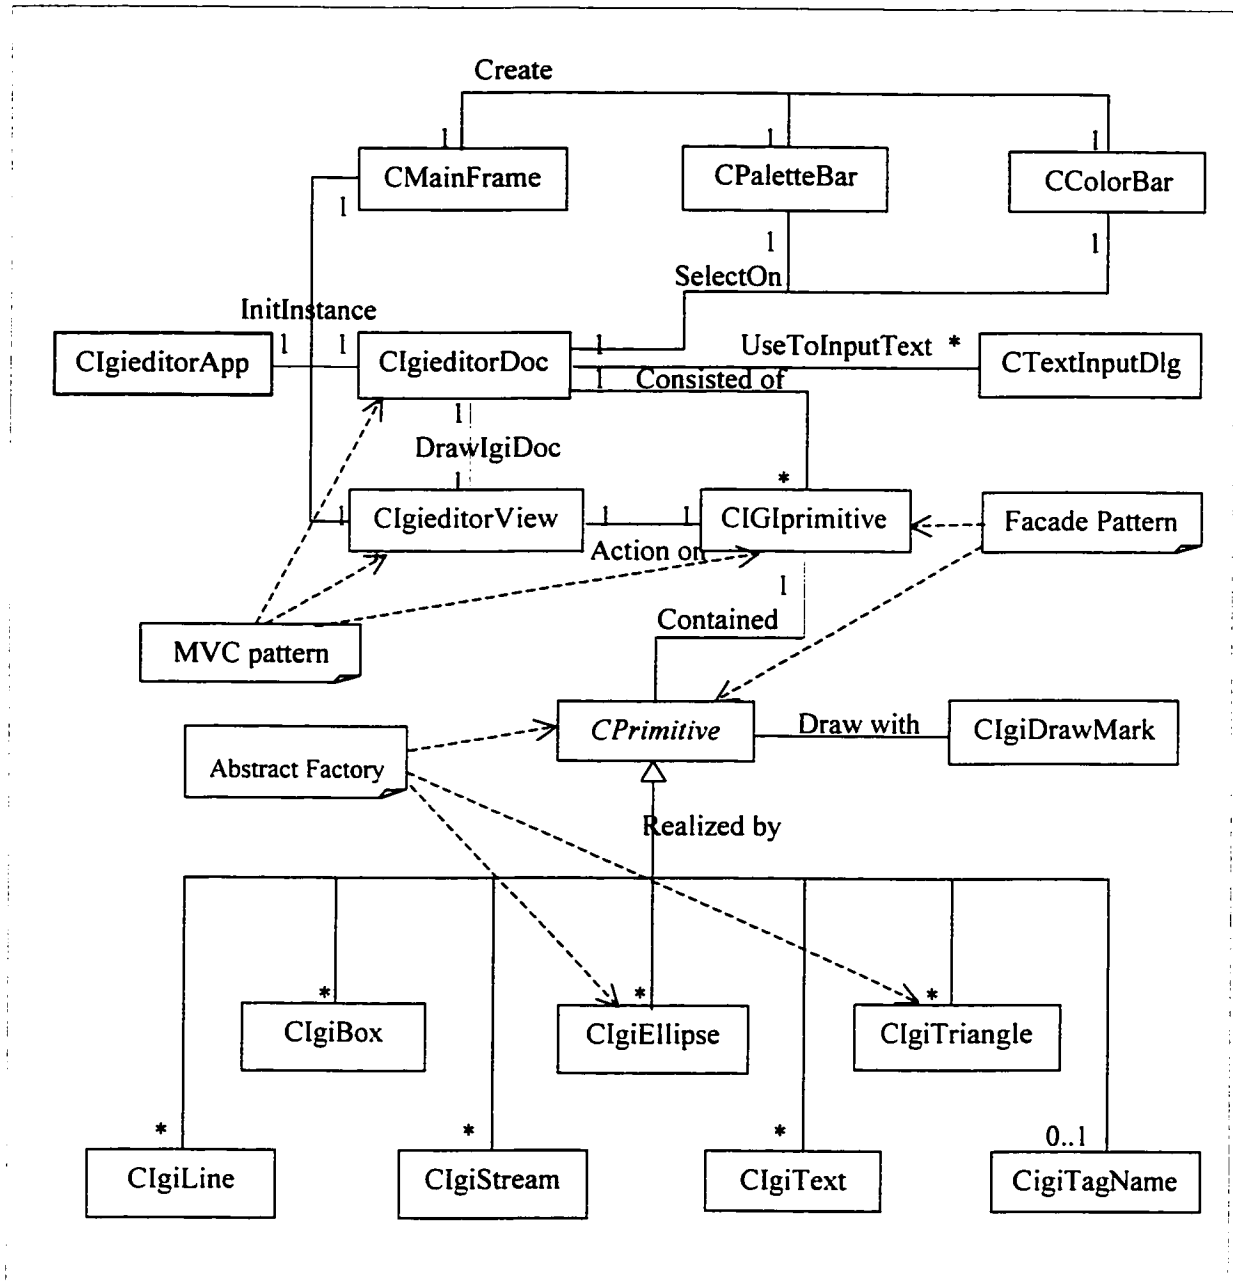 Create
1 1 1
CMainFrame CPaletteBar CColorBar
1 1 1
SelectOn
InitInstance
CIgieditorApp 1 1 CIgieditorDoc 1 UseToInputText * CTextInputDlg
1 Consisted of
1
DrawIgiDoc
1 *
1 CIgieditorView 1 1 CIGIprimitive Facade Pattern
Action on
1
Contained
MVC pattern
CPrimitive Draw with CIgiDrawMark
Abstract Factory
Realized by
* * *
CIgiBox CIgiEllipse CIgiTriangle
* * * 0..1
CIgiLine CIgiStream CIgiText CigiTagName